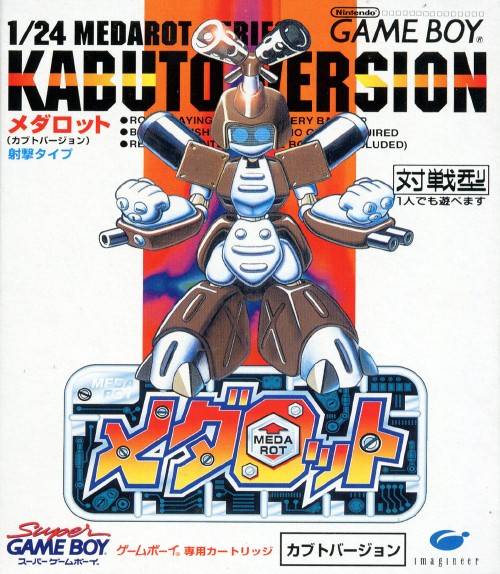 Nintendo
GAME BOY
1/24 MEDAROT
KABUTO VERSION
メダロット
(カブトバージョン)
射撃タイプ
対戦型
1人でも遊べます
MEDA
ROT
メダロット
MEDA
ROT
Super
GAME BOY
スーパーゲームボーイ
ゲームボーイ専用カートリッジ
カブトバージョン
imagineer